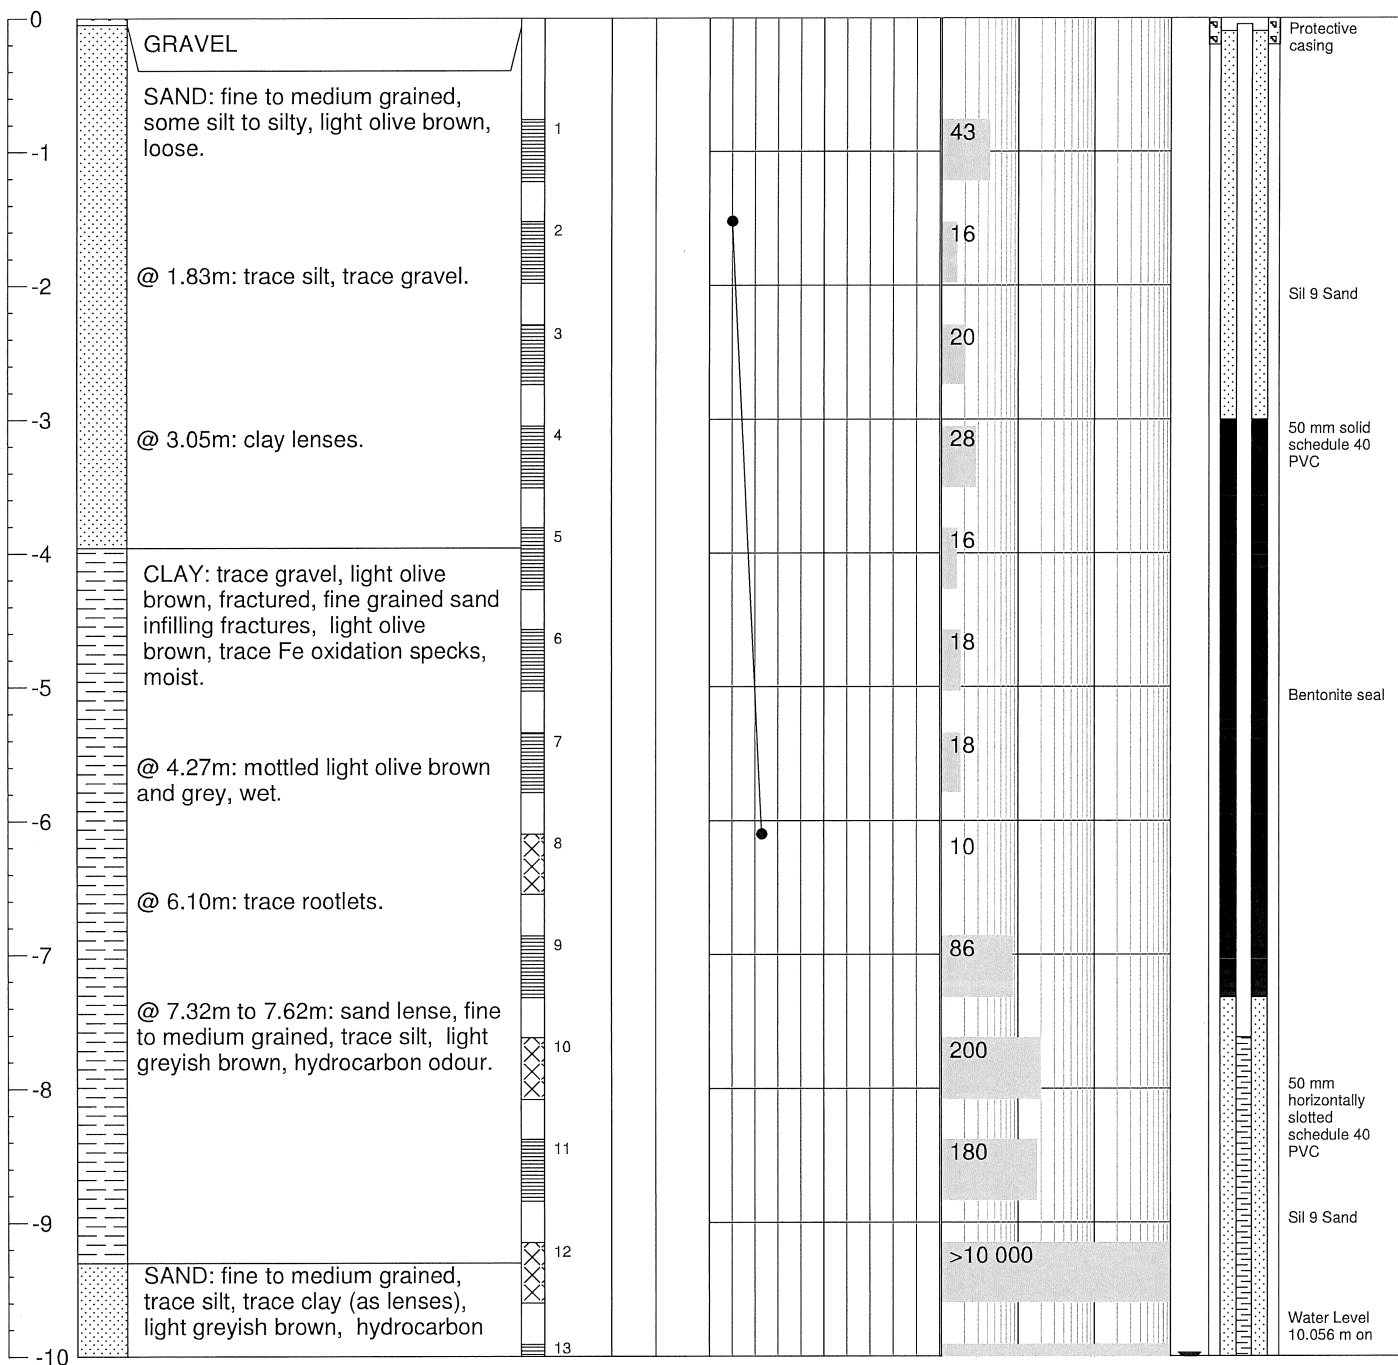 0
GRAVEL
Protective
casing
SAND: fine to medium grained,
some silt to silty, light olive brown,
loose.
1
43
-1
2
16
@ 1.83m: trace silt, trace gravel.
-2
Sil 9 Sand
3
20
-3
50 mm solid
schedule 40
PVC
@ 3.05m: clay lenses.
4
28
5
16
-4
CLAY: trace gravel, light olive
brown, fractured, fine grained sand
infilling fractures, light olive
brown, trace Fe oxidation specks,
moist.
6
18
-5
Bentonite seal
7
18
@ 4.27m: mottled light olive brown
and grey, wet.
-6
8
10
@ 6.10m: trace rootlets.
9
86
-7
@ 7.32m to 7.62m: sand lense, fine
to medium grained, trace silt, light
greyish brown, hydrocarbon odour.
10
200
-8
50 mm
horizontally
slotted
schedule 40
PVC
11
180
-9
Sil 9 Sand
12
>10 000
SAND: fine to medium grained,
trace silt, trace clay (as lenses),
light greyish brown, hydrocarbon
Water Level
10.056 m on
13
-10